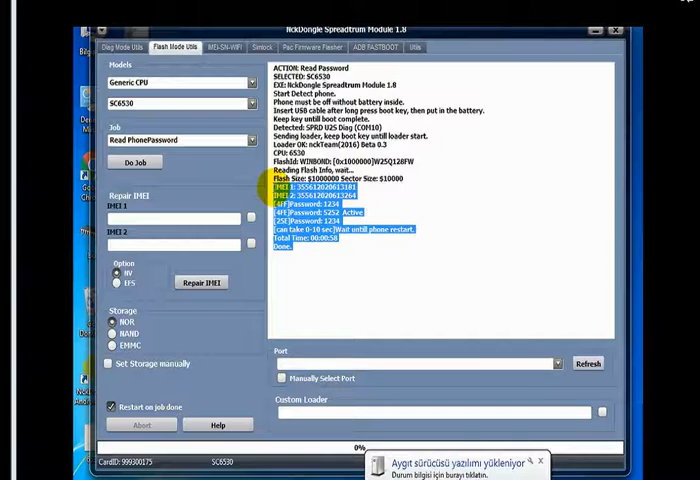 NckDongle Spreadtrum Module 1.8
Diag Mode Utils
Flash Mode Utils
IMEI-SN-WIFI
Simlock
Pac Firmware Flasher
ADB FASTBOOT
Utils
Models
Generic CPU
SC6530
Job
Read PhonePassword
Do Job
Repair IMEI
IMEI 1
IMEI 2
Option
NV
EFS
Repair IMEI
Storage
NOR
NAND
EMMC
Set Storage manually
Restart on job done
Abort
Help
ACTION: Read Password
SELECTED: SC6530
EXE: NckDongle Spreadtrum Module 1.8
Start Detect phone.
Phone must be off without battery inside.
Insert USB cable after long press boot key, then put in the battery.
Keep key untill boot complete.
Detected: SPRD U2S Diag (COM10)
Sending loader, keep boot key untill loader start.
Loader OK: nckTeam(2016) Beta 0.3
CPU: 6530
FlashId: WINBOND: [0x1000000]W25Q128FW
Reading Flash Info, wait...
Flash Size: $1000000 Sector Size: $10000
IMEI 1: 355612020613181
IMEI 2: 355612020613264
[4FF]Password: 1234
[4FE]Password: 5252 Active
[25E]Password: 1234
[can take 0-10 sec]Wait untill phone restart.
Total Time: 00:00:58
Done.
Port
Refresh
Manually Select Port
Custom Loader
0%
CardID: 999300175
SC6530
Aygıt sürücüsü yazılımı yükleniyor
Durum bilgisi için burayı tıklatın.